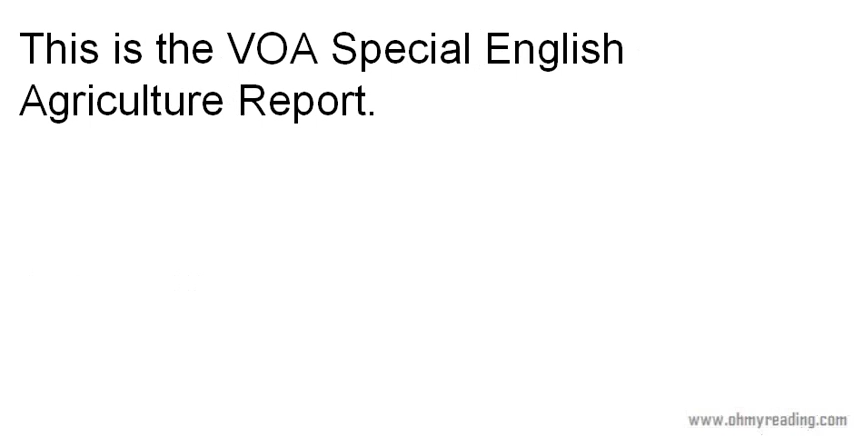 This is the VOA Special English
Agriculture Report.
www.ohmyreading.com